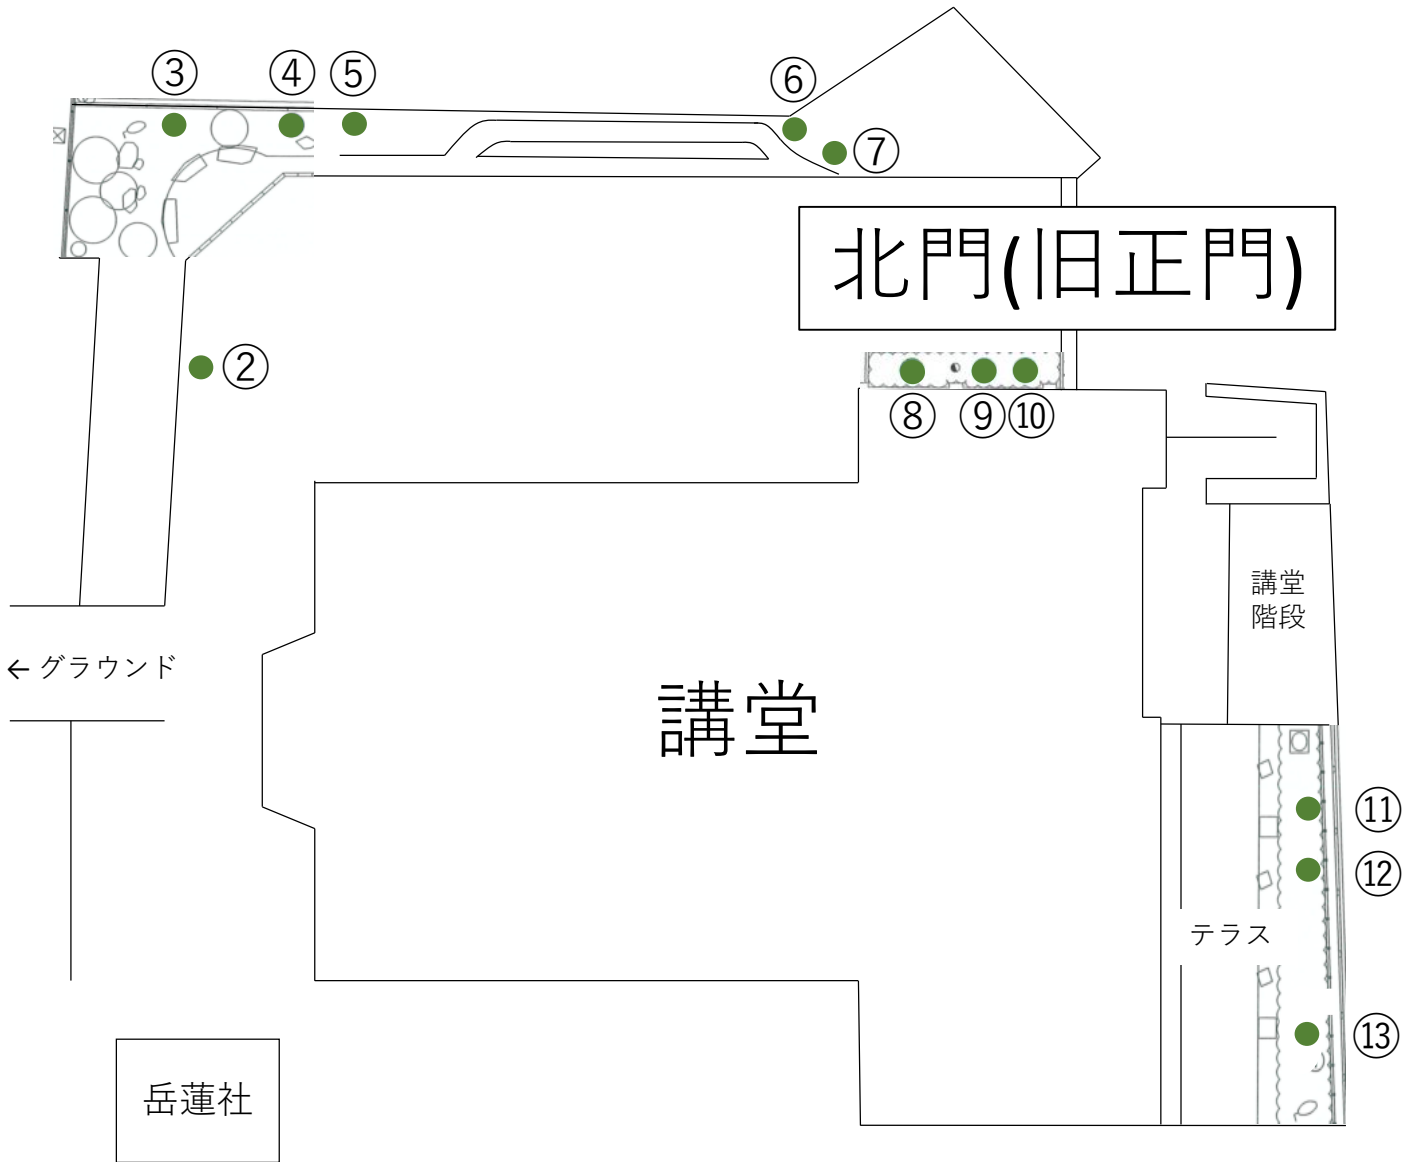 ③ ④ ⑤ ⑥
⑦
北門(旧正門)
②
⑧ ⑨ ⑩
講堂
階段
← グラウンド
講堂
⑪
⑫
テラス
⑬
岳蓮社